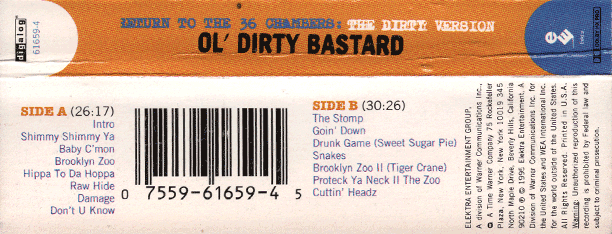 digalog
61659-4
RETURN TO THE 36 CHAMBERS: THE DIRTY VERSION
OL' DIRTY BASTARD
SIDE A (26:17)
Intro
Shimmy Shimmy Ya
Baby C'mon
Brooklyn Zoo
Hippa To Da Hoppa
Raw Hide
Damage
Don't U Know
0 7559-61659-4 5
SIDE B (30:26)
The Stomp
Goin' Down
Drunk Game (Sweet Sugar Pie)
Snakes
Brooklyn Zoo II (Tiger Crane)
Proteck Ya Neck II The Zoo
Cuttin' Headz
ELEKTRA ENTERTAINMENT GROUP,
A division of Warner Communications Inc.,
A Time Warner Company 75 Rockefeller
Plaza, New York, New York 10019 345
North Maple Drive, Beverly Hills, California
90210 ℗ © 1995 Elektra Entertainment, A
Division of Warner Communications Inc. for
the United States and WEA International Inc.
for the world outside of the United States.
All Rights Reserved. Printed in U.S.A.
Warning: Unauthorized reproduction of this
recording is prohibited by Federal law and
subject to criminal prosecution.